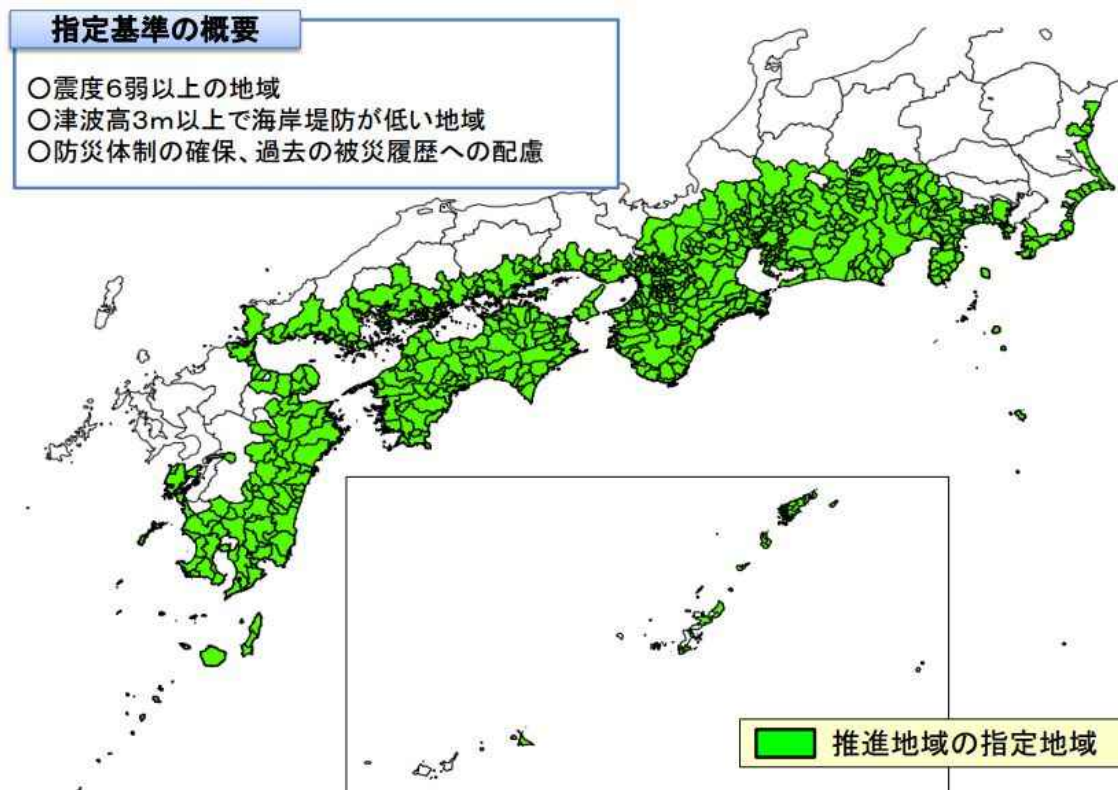 指定基準の概要
○震度6弱以上の地域
○津波高3m以上で海岸堤防が低い地域
○防災体制の確保、過去の被災履歴への配慮
推進地域の指定地域